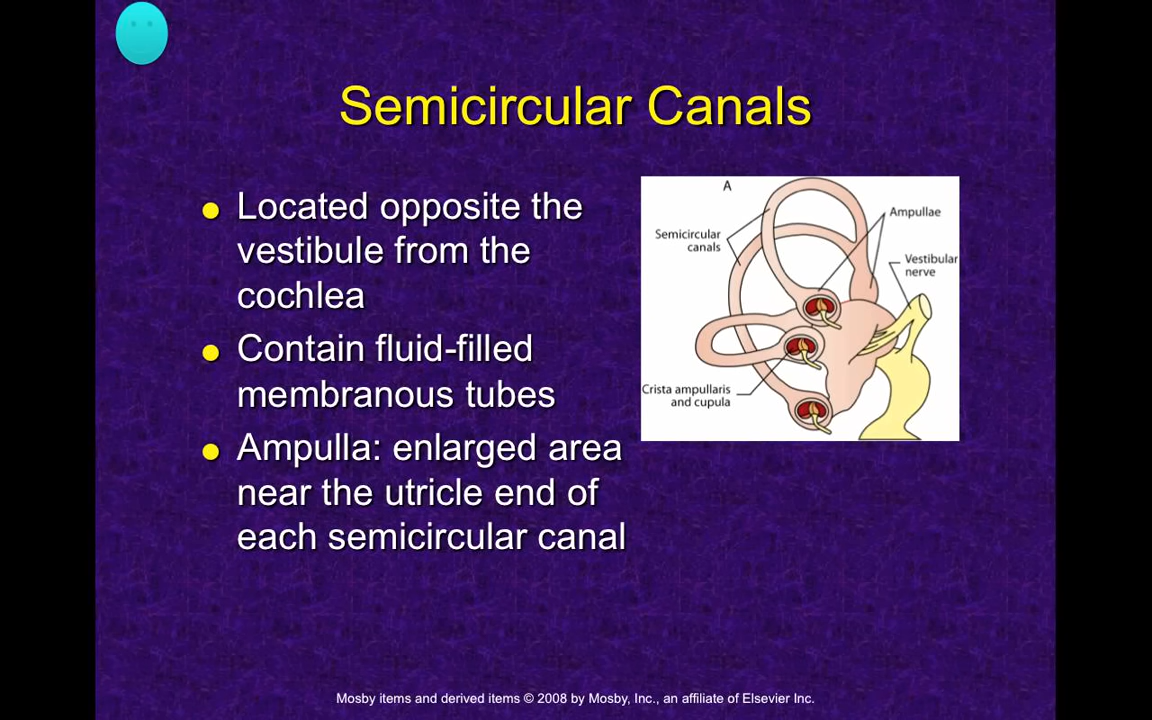 Semicircular Canals
Located opposite the
vestibule from the
cochlea
Contain fluid-filled
membranous tubes
Ampulla: enlarged area
near the utricle end of
each semicircular canal
A
Semicircular
canals
Ampullae
Vestibular
nerve
Crista ampullaris
and cupula
Mosby items and derived items © 2008 by Mosby, Inc., an affiliate of Elsevier Inc.